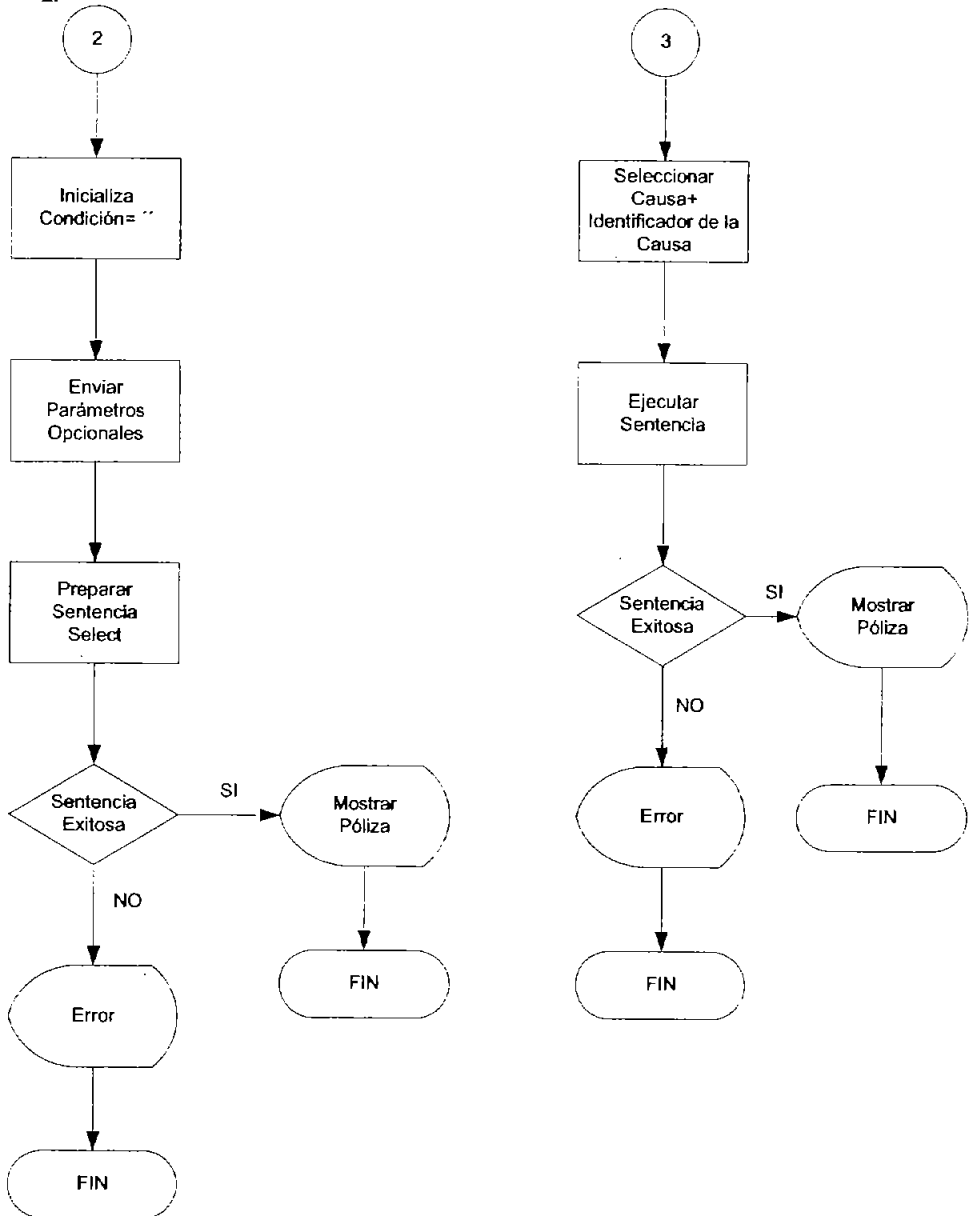 2
Inicializa
Condición= ´´
Enviar
Parámetros
Opcionales
Preparar
Sentencia
Select
Sentencia
Exitosa
SI
Mostrar
Póliza
FIN
NO
Error
FIN
3
Seleccionar
Causa+
Identificador de la
Causa
Ejecutar
Sentencia
Sentencia
Exitosa
SI
Mostrar
Póliza
FIN
NO
Error
FIN